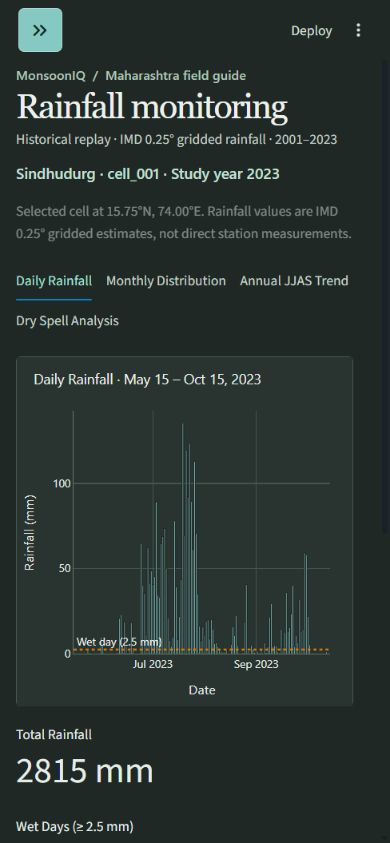 Deploy
MonsoonIQ / Maharashtra field guide
Rainfall monitoring
Historical replay · IMD 0.25° gridded rainfall · 2001–2023
Sindhudurg · cell_001 · Study year 2023
Selected cell at 15.75°N, 74.00°E. Rainfall values are IMD
0.25° gridded estimates, not direct station measurements.
Daily Rainfall Monthly Distribution Annual JJAS Trend
Dry Spell Analysis
Daily Rainfall · May 15 – Oct 15, 2023
100
50
0
Rainfall (mm)
Wet day (2.5 mm)
Jul 2023 Sep 2023
Date
Total Rainfall
2815 mm
Wet Days (≥ 2.5 mm)